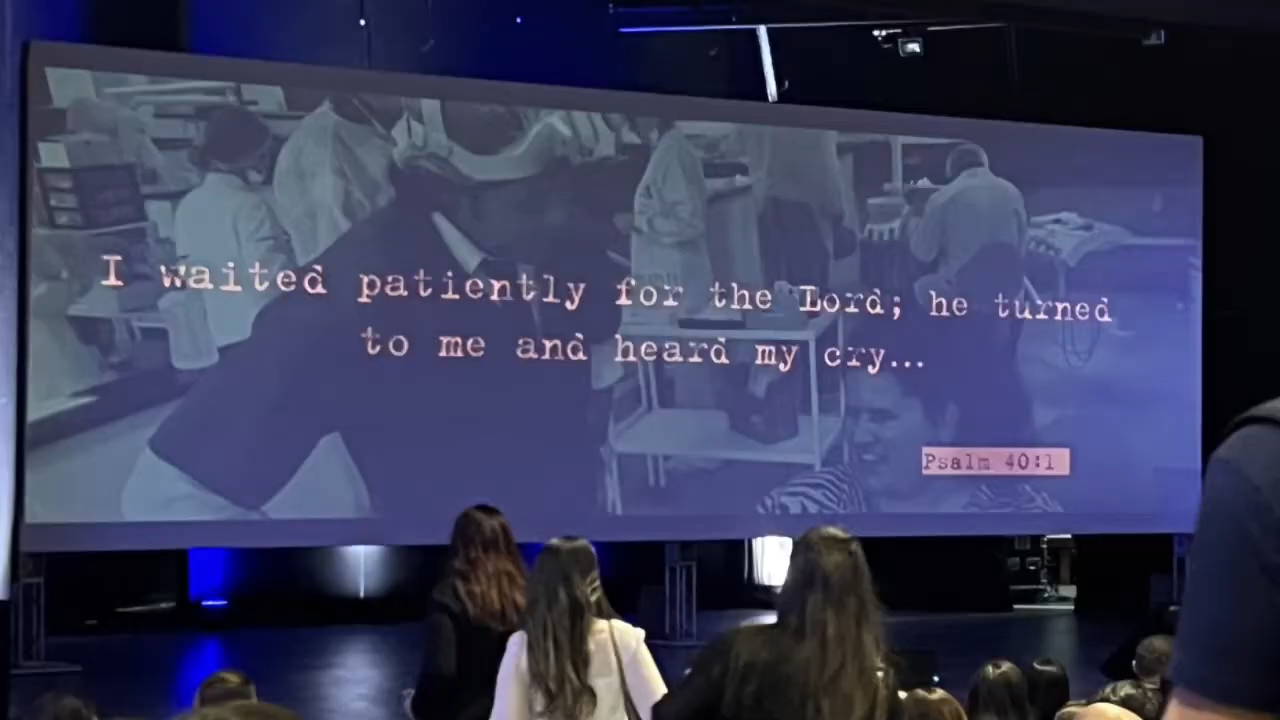 I waited patiently for the Lord; he turned
to me and heard my cry...
Psalm 40:1